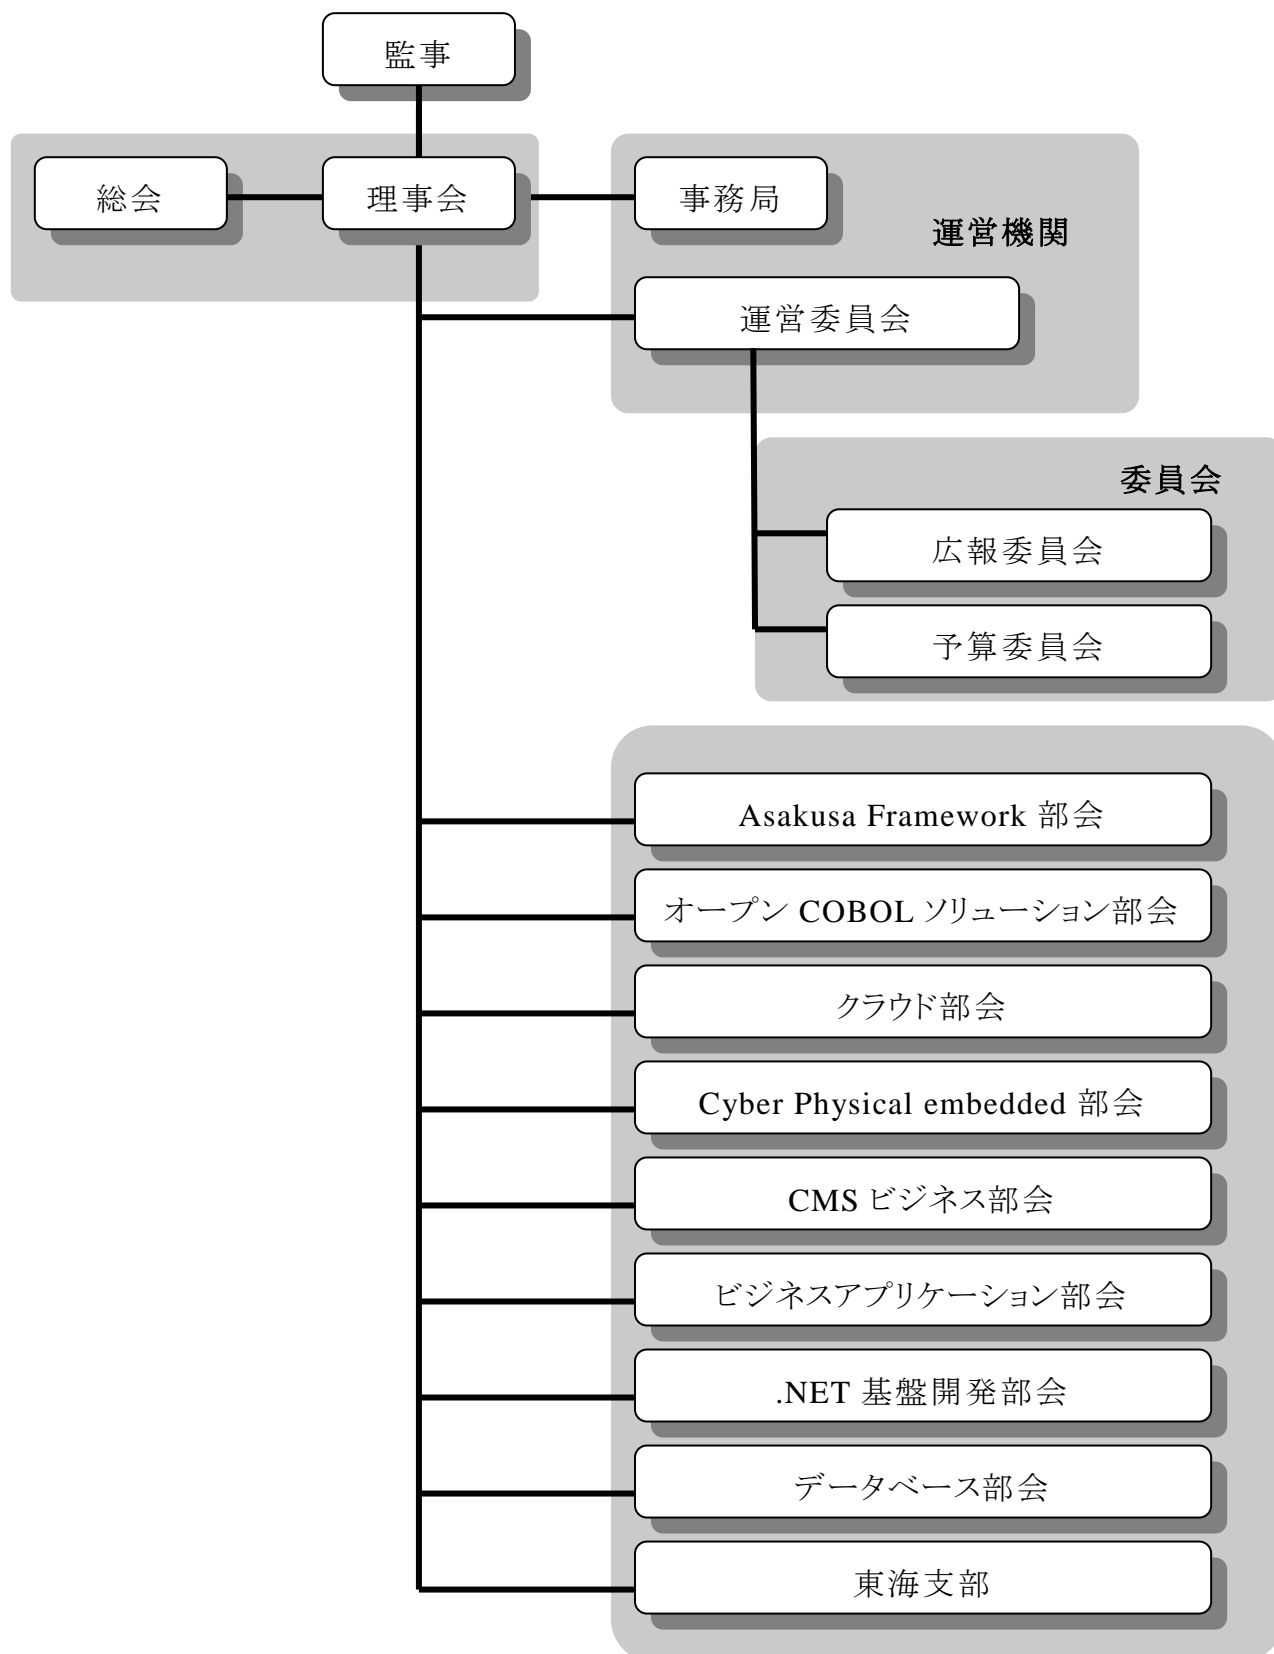 監事
総会
理事会
事務局
運営機関
運営委員会
委員会
広報委員会
予算委員会
Asakusa Framework 部会
オープン COBOL ソリューション部会
クラウド部会
Cyber Physical embedded 部会
CMS ビジネス部会
ビジネスアプリケーション部会
.NET 基盤開発部会
データベース部会
東海支部